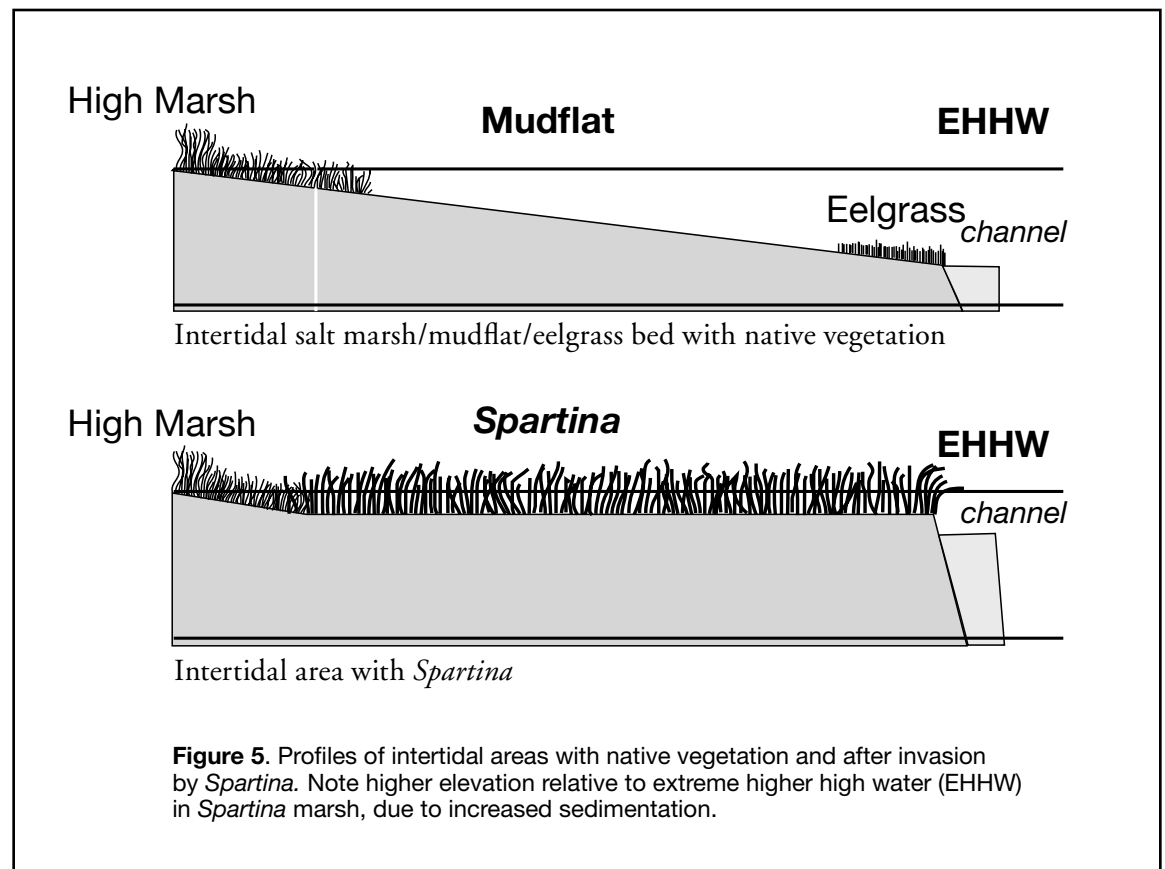 High Marsh
Mudflat
EHHW
Eelgrass
channel
Intertidal salt marsh/mudflat/eelgrass bed with native vegetation
High Marsh
Spartina
EHHW
channel
Intertidal area with Spartina
Figure 5. Profiles of intertidal areas with native vegetation and after invasion
by Spartina. Note higher elevation relative to extreme higher high water (EHHW)
in Spartina marsh, due to increased sedimentation.